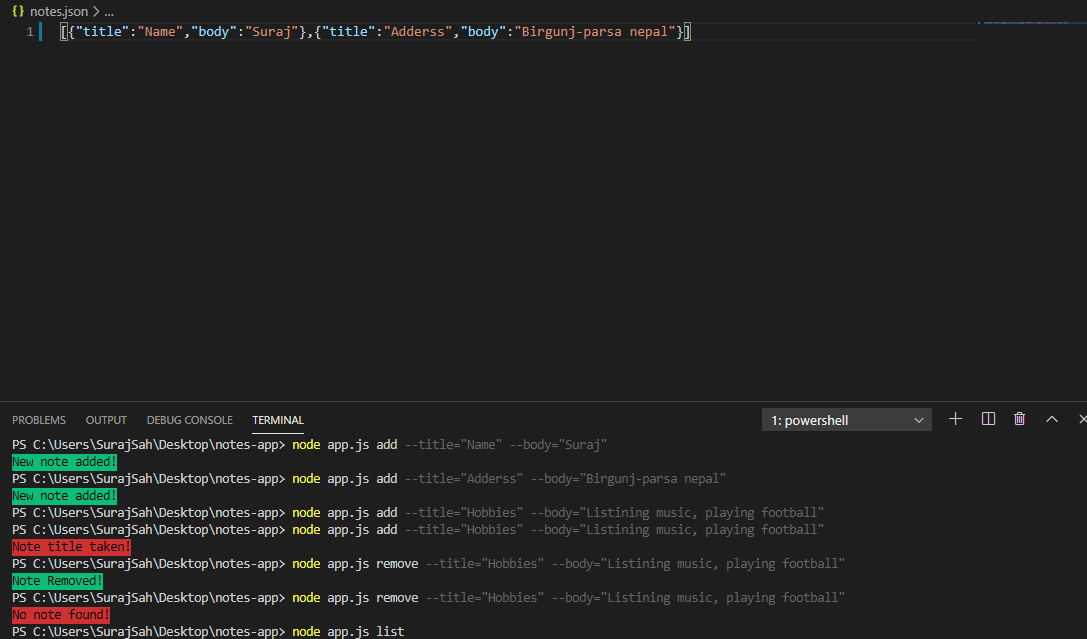 {} notes.json > ...
1 [{"title":"Name","body":"Suraj"},{"title":"Adderss","body":"Birgunj-parsa nepal"}]
PROBLEMS OUTPUT DEBUG CONSOLE TERMINAL 1: powershell
PS C:\Users\SurajSah\Desktop\notes-app> node app.js add --title="Name" --body="Suraj"
New note added!
PS C:\Users\SurajSah\Desktop\notes-app> node app.js add --title="Adderss" --body="Birgunj-parsa nepal"
New note added!
PS C:\Users\SurajSah\Desktop\notes-app> node app.js add --title="Hobbies" --body="Listining music, playing football"
PS C:\Users\SurajSah\Desktop\notes-app> node app.js add --title="Hobbies" --body="Listining music, playing football"
Note title taken!
PS C:\Users\SurajSah\Desktop\notes-app> node app.js remove --title="Hobbies" --body="Listining music, playing football"
Note Removed!
PS C:\Users\SurajSah\Desktop\notes-app> node app.js remove --title="Hobbies" --body="Listining music, playing football"
No note found!
PS C:\Users\SurajSah\Desktop\notes-app> node app.js list